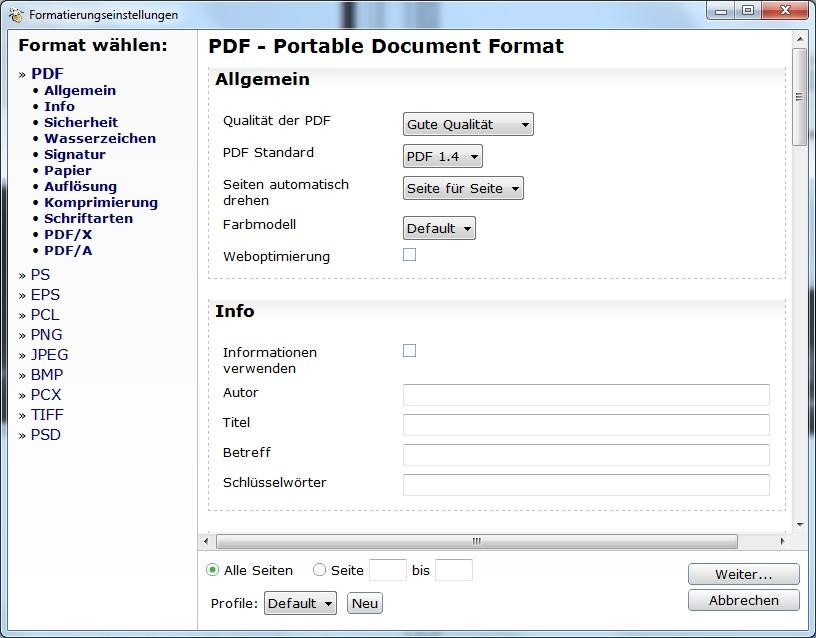 Formatierungseinstellungen
Format wählen:
» PDF
• Allgemein
• Info
• Sicherheit
• Wasserzeichen
• Signatur
• Papier
• Auflösung
• Komprimierung
• Schriftarten
• PDF/X
• PDF/A
» PS
» EPS
» PCL
» PNG
» JPEG
» BMP
» PCX
» TIFF
» PSD
PDF - Portable Document Format
Allgemein
Qualität der PDF Gute Qualität
PDF Standard PDF 1.4
Seiten automatisch
drehen
Seite für Seite
Farbmodell Default
Weboptimierung
Info
Informationen
verwenden
Autor
Titel
Betreff
Schlüsselwörter
Alle Seiten Seite bis
Profile: Default Neu
Weiter...
Abbrechen